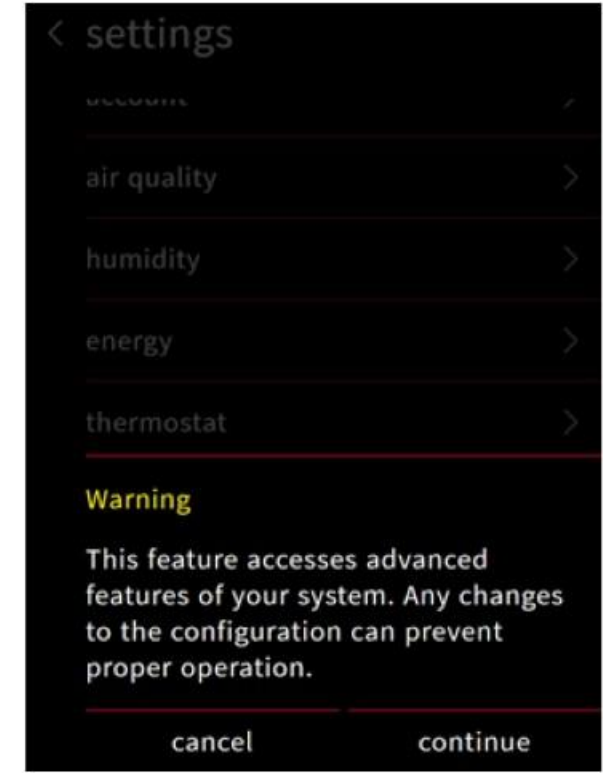 settings
account
air quality
humidity
energy
thermostat
Warning
This feature accesses advanced
features of your system. Any changes
to the configuration can prevent
proper operation.
cancel
continue